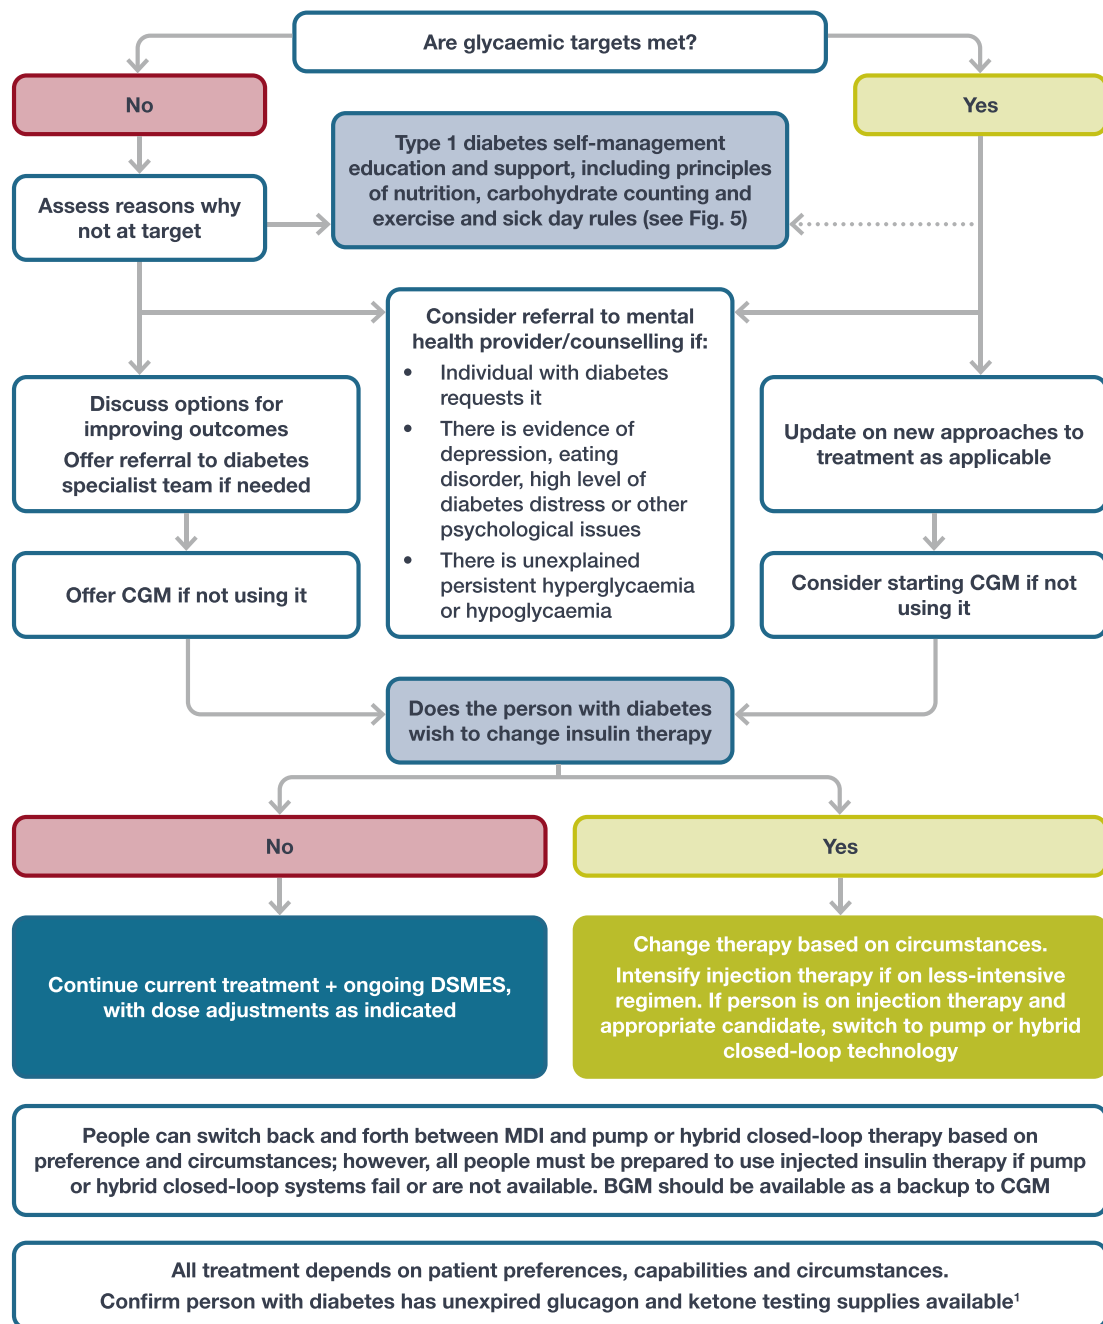 Are glycaemic targets met?
No
Yes
Type 1 diabetes self-management
education and support, including principles
of nutrition, carbohydrate counting and
exercise and sick day rules (see Fig. 5)
Assess reasons why
not at target
Consider referral to mental
health provider/counselling if:
• Individual with diabetes
requests it
• There is evidence of
depression, eating
disorder, high level of
diabetes distress or other
psychological issues
• There is unexplained
persistent hyperglycaemia
or hypoglycaemia
Discuss options for
improving outcomes
Offer referral to diabetes
specialist team if needed
Update on new approaches to
treatment as applicable
Offer CGM if not using it
Consider starting CGM if not
using it
Does the person with diabetes
wish to change insulin therapy
No
Yes
Continue current treatment + ongoing DSMES,
with dose adjustments as indicated
Change therapy based on circumstances.
Intensify injection therapy if on less-intensive
regimen. If person is on injection therapy and
appropriate candidate, switch to pump or hybrid
closed-loop technology
People can switch back and forth between MDI and pump or hybrid closed-loop therapy based on
preference and circumstances; however, all people must be prepared to use injected insulin therapy if pump
or hybrid closed-loop systems fail or are not available. BGM should be available as a backup to CGM
All treatment depends on patient preferences, capabilities and circumstances.
Confirm person with diabetes has unexpired glucagon and ketone testing supplies available¹